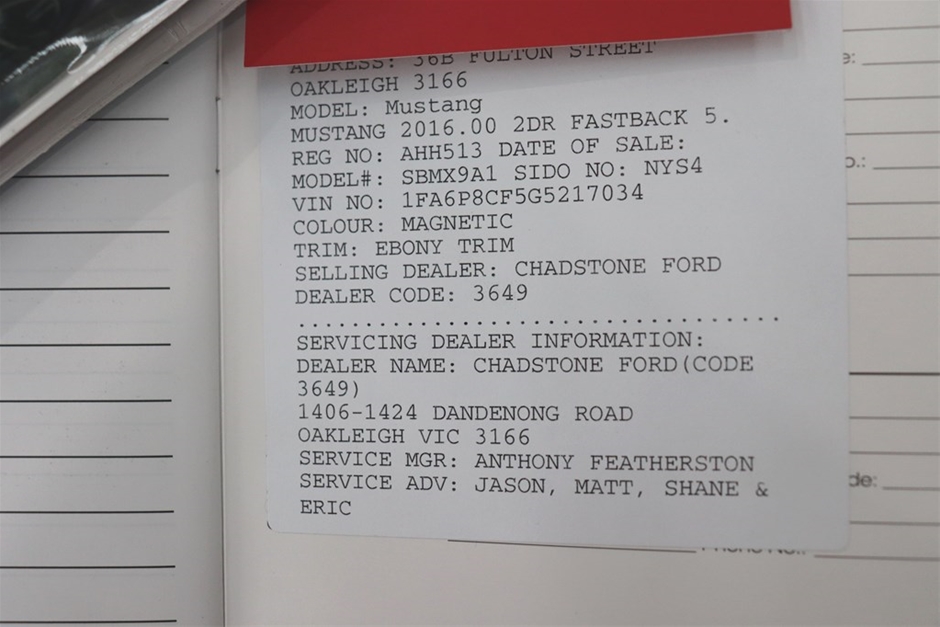 ADDRESS: 36B FULTON STREET
OAKLEIGH 3166
MODEL: Mustang
MUSTANG 2016.00 2DR FASTBACK 5.
REG NO: AHH513 DATE OF SALE:
MODEL#: SBMX9A1 SIDO NO: NYS4
VIN NO: 1FA6P8CF5G5217034
COLOUR: MAGNETIC
TRIM: EBONY TRIM
SELLING DEALER: CHADSTONE FORD
DEALER CODE: 3649
.....................................
SERVICING DEALER INFORMATION:
DEALER NAME: CHADSTONE FORD(CODE
3649)
1406-1424 DANDENONG ROAD
OAKLEIGH VIC 3166
SERVICE MGR: ANTHONY FEATHERSTON
SERVICE ADV: JASON, MATT, SHANE &
ERIC
Phone No.: